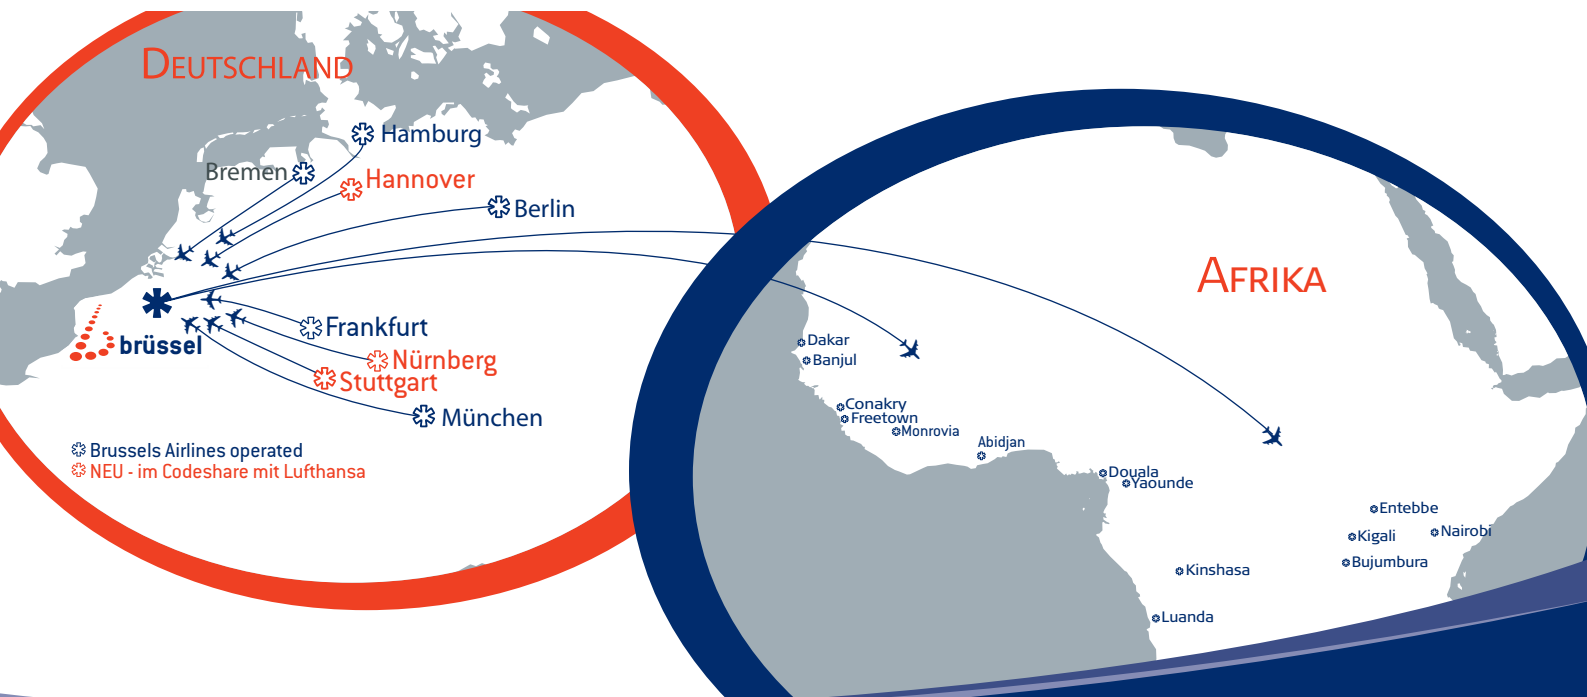 DEUTSCHLAND
Hamburg
Bremen
Hannover
Berlin
Frankfurt
brüssel
Nürnberg
Stuttgart
München
Brussels Airlines operated
NEU - im Codeshare mit Lufthansa
AFRIKA
Dakar
Banjul
Conakry
Freetown
Monrovia
Abidjan
Douala
Yaounde
Entebbe
Kigali
Nairobi
Bujumbura
Kinshasa
Luanda